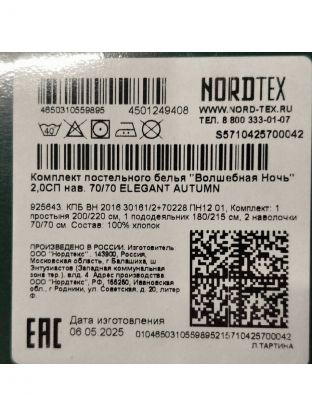 NORDTEX
4650310559895 4501249408 WWW.NORD-TEX.RU
ТЕЛ. 8 800 333-01-07
40
S5710425700042
Комплект постельного белья "Волшебная Ночь"
2,0СП нав. 70/70 ELEGANT AUTUMN
925643. КПБ ВН 2016 30161/2+70228 ПН12 01, Комплект: 1
простыня 200/220 см, 1 пододеяльник 180/215 см, 2 наволочки
70/70 см Состав: 100% хлопок
ПРОИЗВЕДЕНО В РОССИИ. Изготовитель
ООО "Нордтекс", 143900, Россия,
Московская область, г Балашиха, ш
Энтузиастов (Западная коммунальная
зона тер.), влд. 4. Адрес производства
ООО "Нордтекс", РФ, 155250, Ивановская
обл., г Родники, ул. Советская, д. 20, литер
Ф.
ЕАС
Дата изготовления
06.05.2025
0104650310559895215710425700042
Л.ТАРТИНА